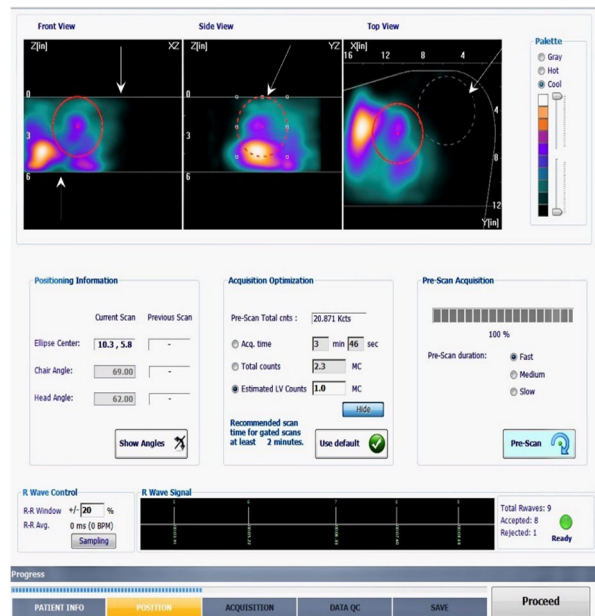 Front View Side View Top View
Z[in] XZ Z[in] YZ X[in]
16 12 8 4
0 0
3 3
6 6
4
8
12
Y[in]
Palette
Gray
Hot
Cool
Positioning Information
Current Scan Previous Scan
Ellipse Center: 10.3 , 5.8 -
Chair Angle: 69.00 -
Head Angle: 62.00 -
Show Angles
Acquisition Optimization
Pre-Scan Total cnts : 20.871 Kcts
Acq. time 3 min 46 sec
Total counts 2.3 MC
Estimated LV Counts 1.0 MC
Hide
Recommended scan
time for gated scans
at least 2 minutes.
Use default
Pre-Scan Acquisition
100 %
Pre-Scan duration: Fast
Medium
Slow
Pre-Scan
R Wave Control
R-R Window +/- 20 %
R-R Avg. 0 ms (0 BPM)
Sampling
R Wave Signal
Total Rwaves: 9
Accepted: 8
Rejected: 1
Ready
Progress
PATIENT INFO POSITION ACQUISITION DATA QC SAVE
Proceed